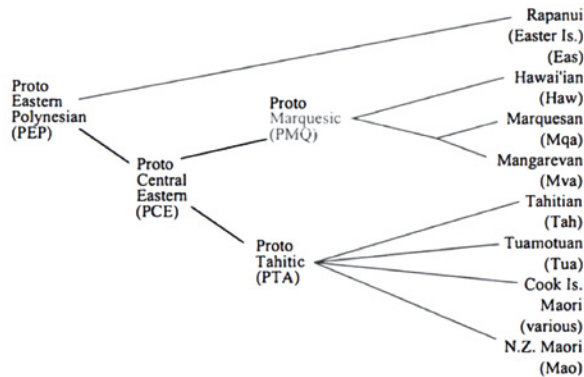 Rapanui
(Easter Is.)
(Eas)
Proto
Eastern
Polynesian
(PEP)
Proto
Marquesic
(PMQ)
Hawai'ian
(Haw)
Marquesan
(Mqa)
Mangarevan
(Mva)
Proto
Central
Eastern
(PCE)
Proto
Tahitic
(PTA)
Tahitian
(Tah)
Tuamotuan
(Tua)
Cook Is.
Maori
(various)
N.Z. Maori
(Mao)